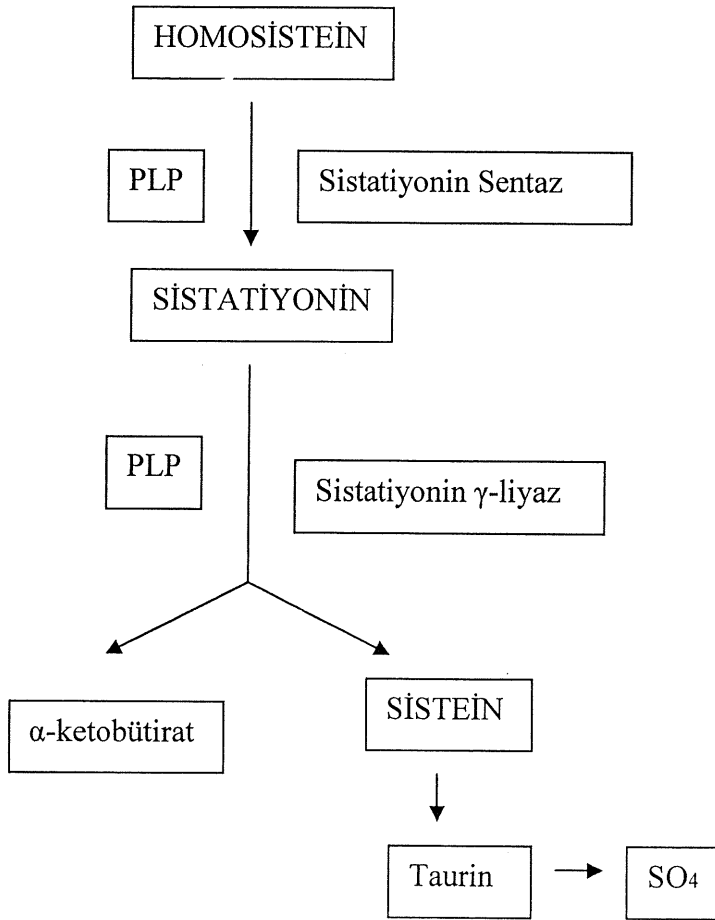 HOMOSİSTEİN
PLP
Sistatiyonin Sentaz
SİSTATİYONİN
PLP
Sistatiyonin γ-liyaz
α-ketobütirat
SİSTEİN
Taurin
SO4